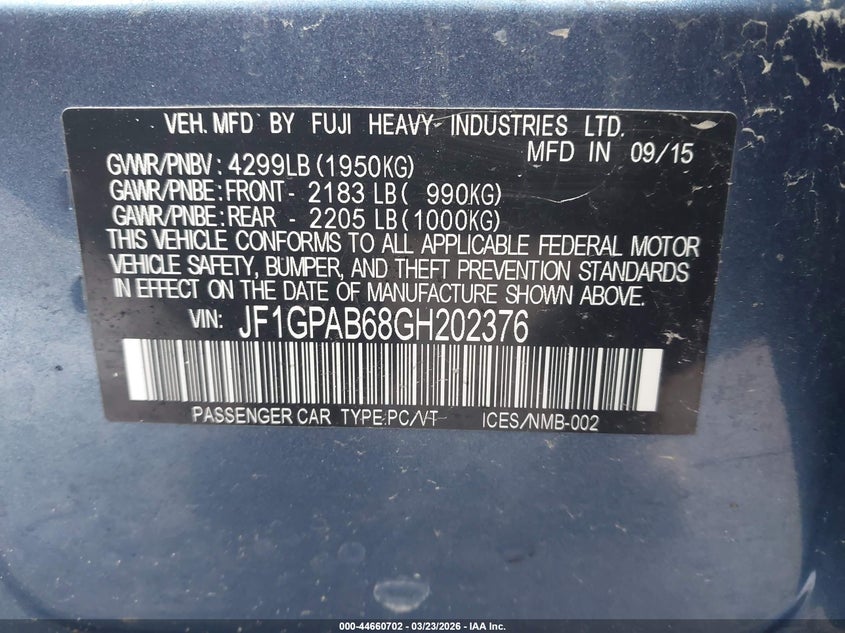 VEH. MFD BY FUJI HEAVY INDUSTRIES LTD.
MFD IN 09/15
GVWR/PNBV: 4299LB (1950KG)
GAWR/PNBE: FRONT- 2183 LB ( 990KG)
GAWR/PNBE: REAR - 2205 LB (1000KG)
THIS VEHICLE CONFORMS TO ALL APPLICABLE FEDERAL MOTOR
VEHICLE SAFETY, BUMPER, AND THEFT PREVENTION STANDARDS
IN EFFECT ON THE DATE OF MANUFACTURE SHOWN ABOVE.
VIN: JF1GPAB68GH202376
PASSENGER CAR TYPE:PC/VT ICES/NMB-002
000-44660702 — 03/23/2026 — IAA Inc.